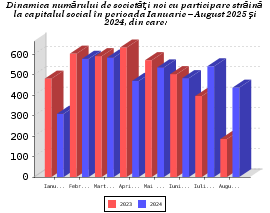 Dinamica numărului de societăţi noi cu participare străină
la capitalul social în perioada Ianuarie – August 2025 şi
2024, din care:
600
500
400
300
200
100
0
Ianu... Febr... Mart... Apri... Mai ... Iuni... Iuli... Augu...
2023 2024